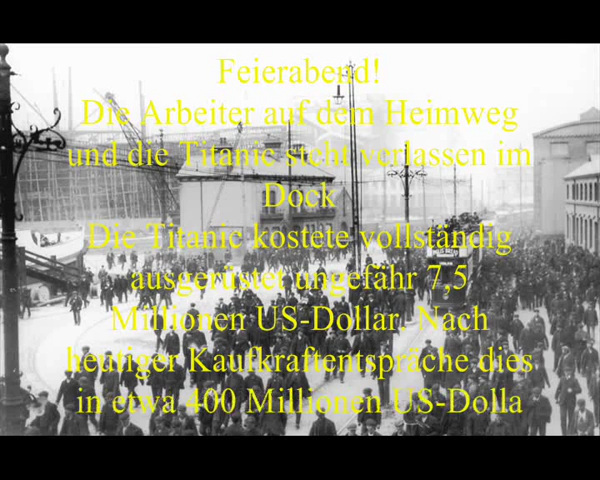 Feierabend!
Die Arbeiter auf dem Heimweg
und die Titanic steht verlassen im
Dock
Die Titanic kostete vollständig
ausgerüstet ungefähr 7,5
Millionen US-Dollar. Nach
heutiger Kaufkraftentspräche dies
in etwa 400 Millionen US-Dolla